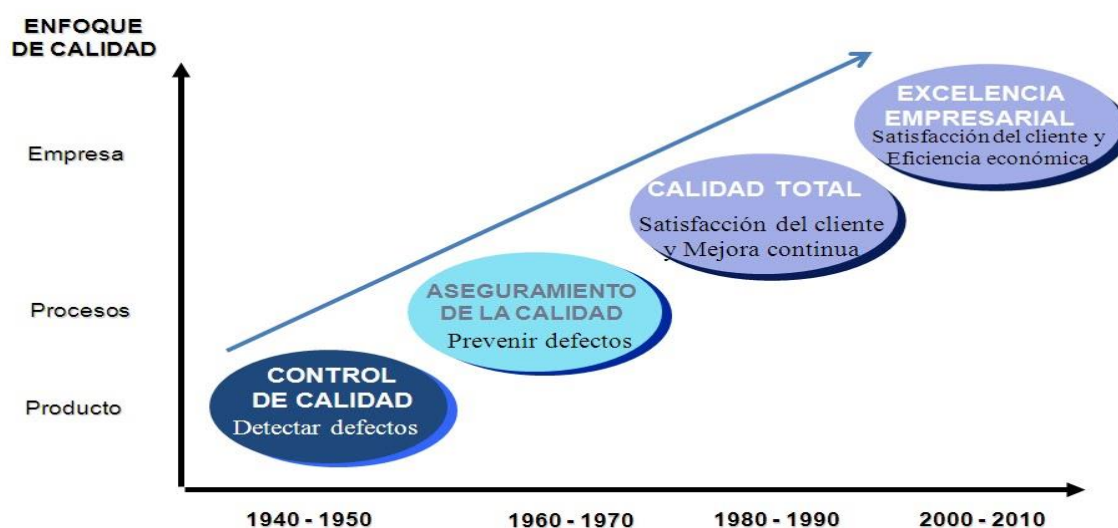 ENFOQUE
DE CALIDAD
Empresa
Procesos
Producto
EXCELENCIA
EMPRESARIAL
Satisfacción del cliente y
Eficiencia económica
CALIDAD TOTAL
Satisfacción del cliente
y Mejora continua
ASEGURAMIENTO
DE LA CALIDAD
Prevenir defectos
CONTROL
DE CALIDAD
Detectar defectos
1940 - 1950
1960 - 1970
1980 - 1990
2000 - 2010